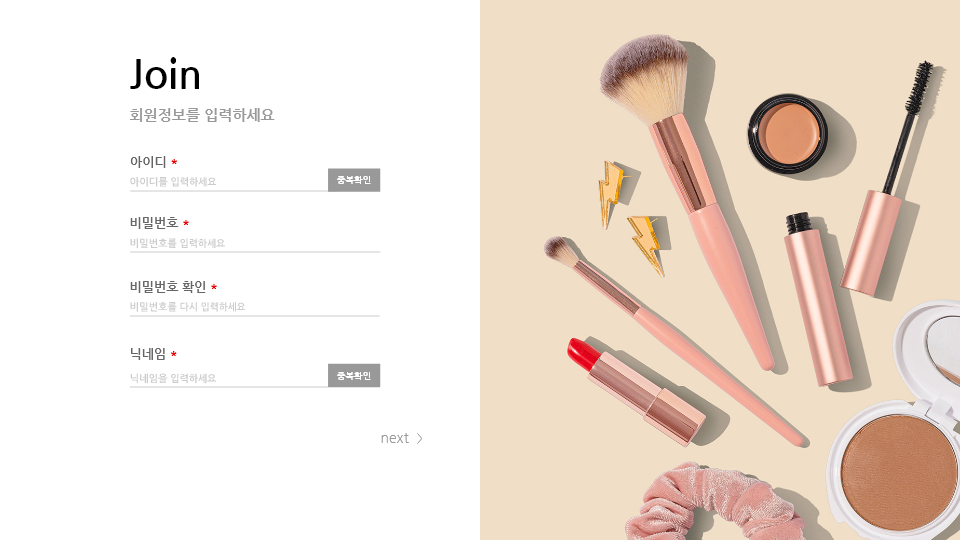 Join
회원정보를 입력하세요
아이디 *
아이디를 입력하세요 중복확인
비밀번호 *
비밀번호를 입력하세요
비밀번호 확인 *
비밀번호를 다시 입력하세요
닉네임 *
닉네임을 입력하세요 중복확인
next >